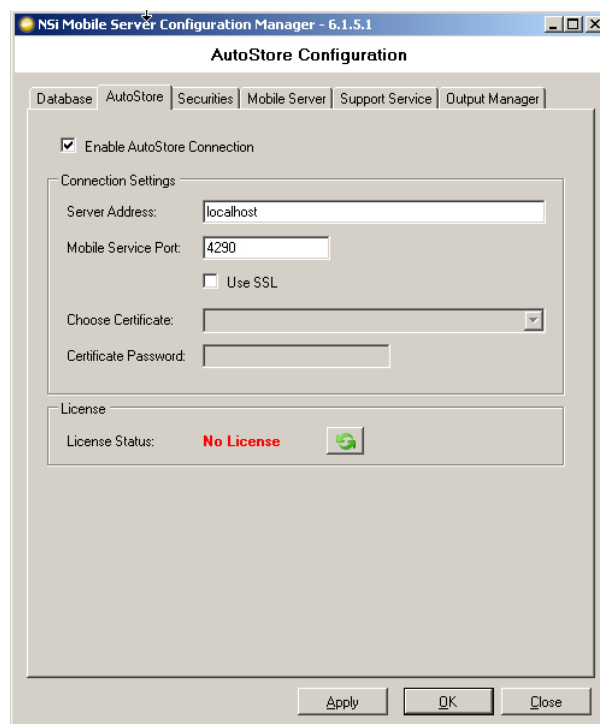 NSi Mobile Server Configuration Manager - 6.1.5.1
AutoStore Configuration
Database AutoStore Securities Mobile Server Support Service Output Manager
Enable AutoStore Connection
Connection Settings
Server Address: localhost
Mobile Service Port: 4290
Use SSL
Choose Certificate:
Certificate Password:
License
License Status: No License
Apply OK Close